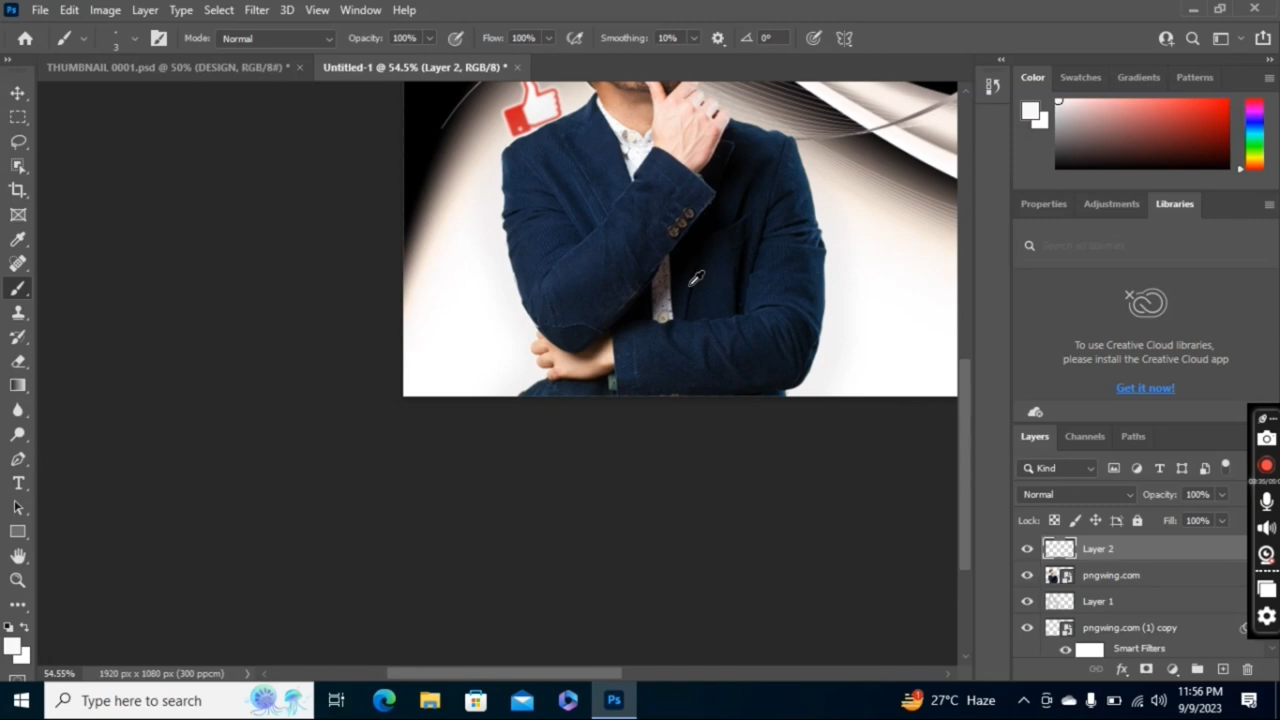 Ps File Edit Image Layer Type Select Filter 3D View Window Help
3 Mode: Normal Opacity: 100% Flow: 100% Smoothing: 10% 0°
THUMBNAIL 0001.psd @ 50% (DESIGN, RGB/8#) * × Untitled-1 @ 54.5% (Layer 2, RGB/8) * ×
Color Swatches Gradients Patterns
Properties Adjustments Libraries
To use Creative Cloud libraries,
please install the Creative Cloud app
Get it now!
Layers Channels Paths
Kind
Normal Opacity: 100%
Lock: Fill: 100%
Layer 2
pngwing.com
Layer 1
pngwing.com (1) copy
Smart Filters
54.55% 1920 px x 1080 px (300 ppcm)
Type here to search
Ps
27°C Haze
11:56 PM
9/9/2023